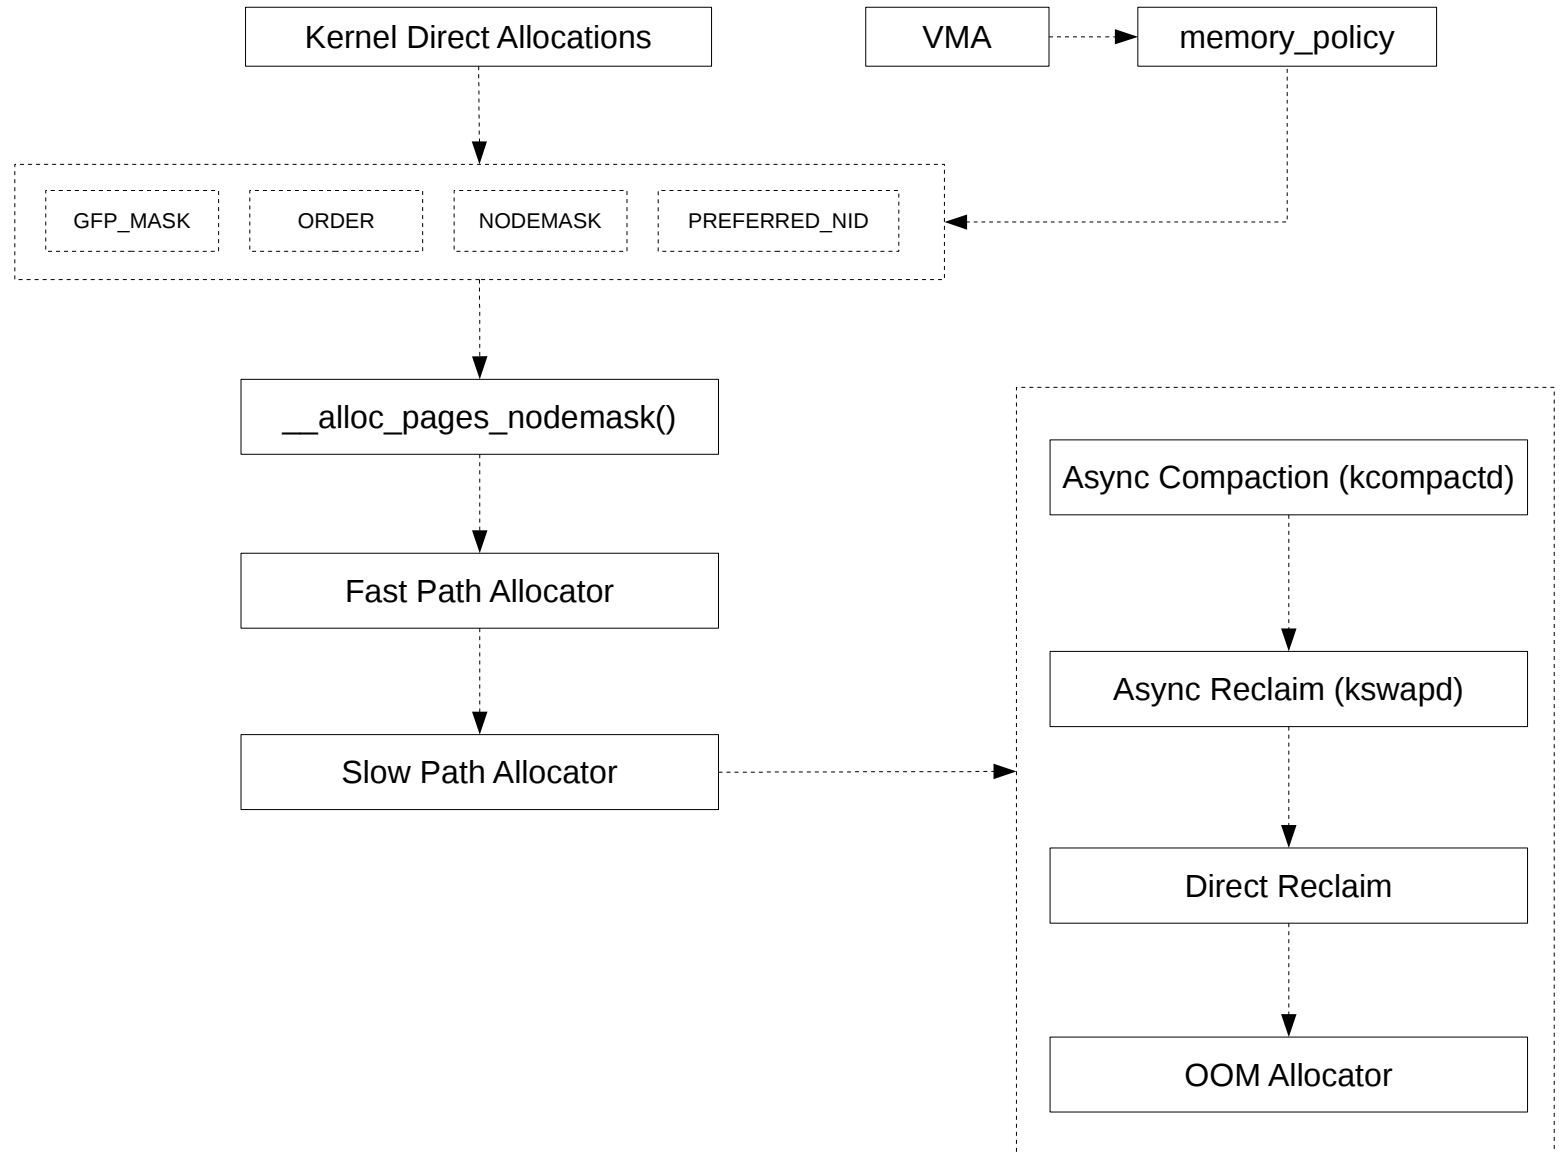 Kernel Direct Allocations
VMA
memory_policy
GFP_MASK
ORDER
NODEMASK
PREFERRED_NID
__alloc_pages_nodemask()
Fast Path Allocator
Slow Path Allocator
Async Compaction (kcompactd)
Async Reclaim (kswapd)
Direct Reclaim
OOM Allocator